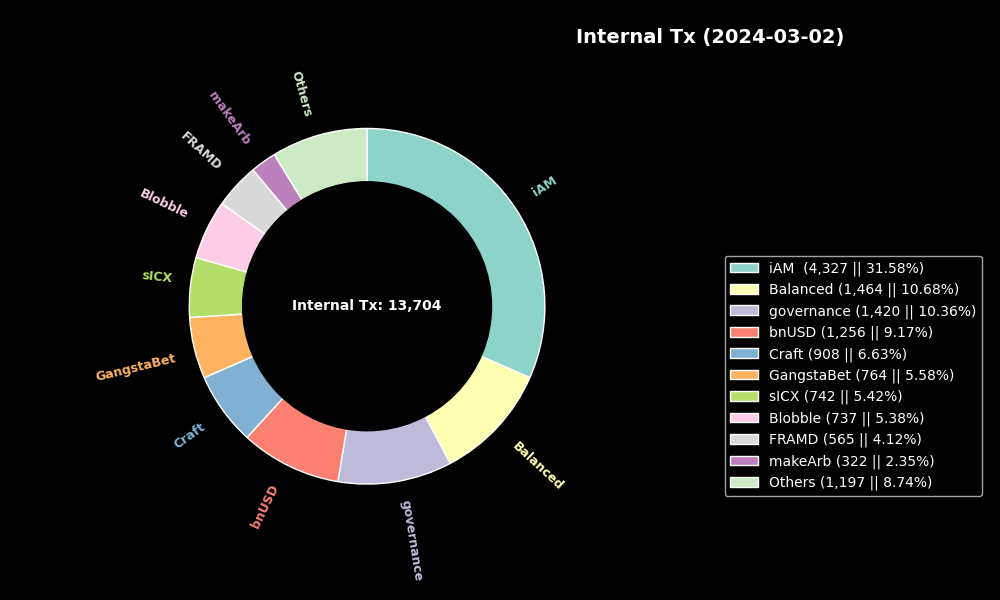 Internal Tx (2024-03-02)
Others
makeArb
FRAMD
iAM
Blobble
sICX
Internal Tx: 13,704
GangstaBet
Craft
Balanced
bnUSD
governance
iAM  (4,327 || 31.58%)
Balanced (1,464 || 10.68%)
governance (1,420 || 10.36%)
bnUSD (1,256 || 9.17%)
Craft (908 || 6.63%)
GangstaBet (764 || 5.58%)
sICX (742 || 5.42%)
Blobble (737 || 5.38%)
FRAMD (565 || 4.12%)
makeArb (322 || 2.35%)
Others (1,197 || 8.74%)